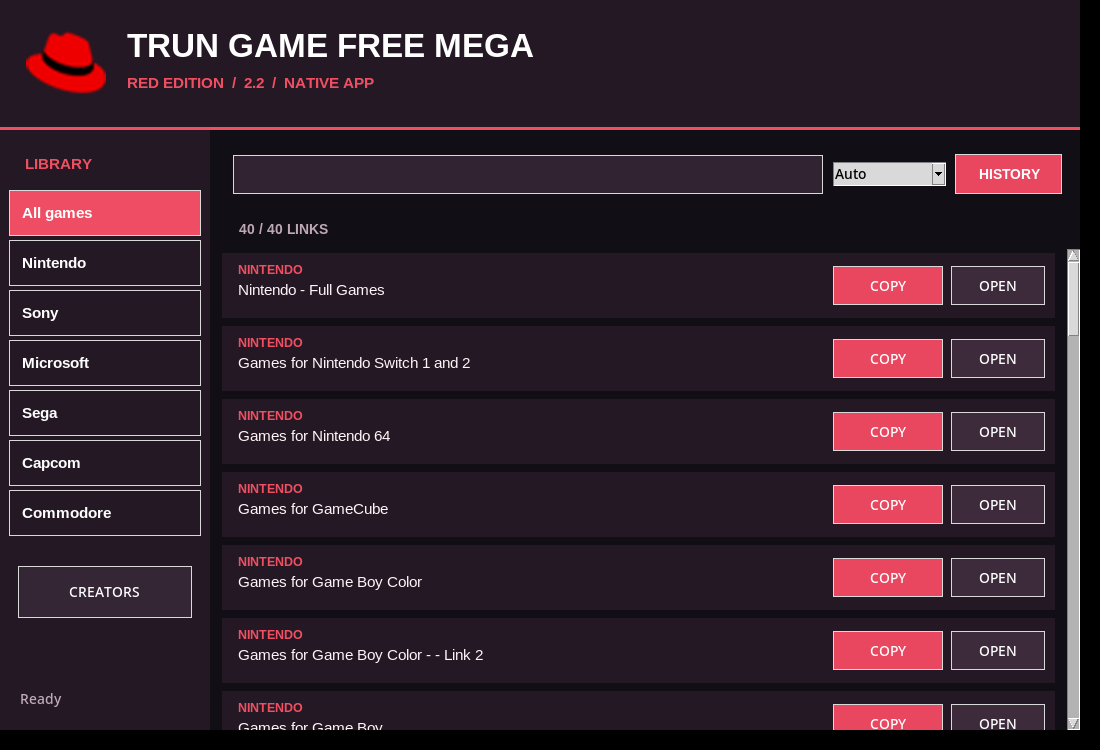 TRUN GAME FREE MEGA
RED EDITION / 2.2 / NATIVE APP
LIBRARY
All games
Nintendo
Sony
Microsoft
Sega
Capcom
Commodore
CREATORS
Ready
Auto
HISTORY
40 / 40 LINKS
NINTENDO
Nintendo - Full Games
COPY OPEN
NINTENDO
Games for Nintendo Switch 1 and 2
COPY OPEN
NINTENDO
Games for Nintendo 64
COPY OPEN
NINTENDO
Games for GameCube
COPY OPEN
NINTENDO
Games for Game Boy Color
COPY OPEN
NINTENDO
Games for Game Boy Color - - Link 2
COPY OPEN
NINTENDO
Games for Game Boy
COPY OPEN